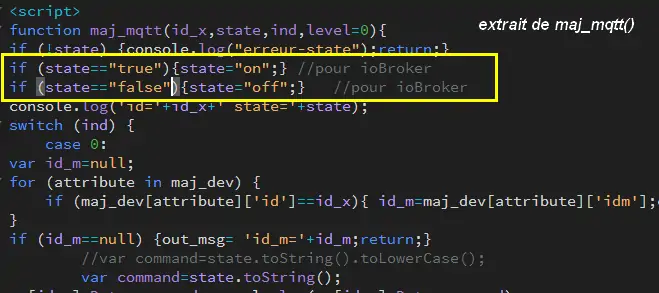 <script>
function maj_mqtt(id_x,state,ind,level=0){
extrait de maj_mqtt()
if (!state) {console.log("erreur-state");return;}
if (state=="true"){state="on";} //pour ioBroker
if (state=="false"){state="off";} //pour ioBroker
console.log('id='+id_x+' state='+state);
switch (ind) {
case 0:
var id_m=null;
for (attribute in maj_dev) {
if (maj_dev[attribute]['id']==id_x){ id_m=maj_dev[attribute]['idm'];
}
if (id_m==null) {out_msg= 'id_m='+id_m;return;}
//var command=state.toString().toLowerCase();
var command=state.toString();